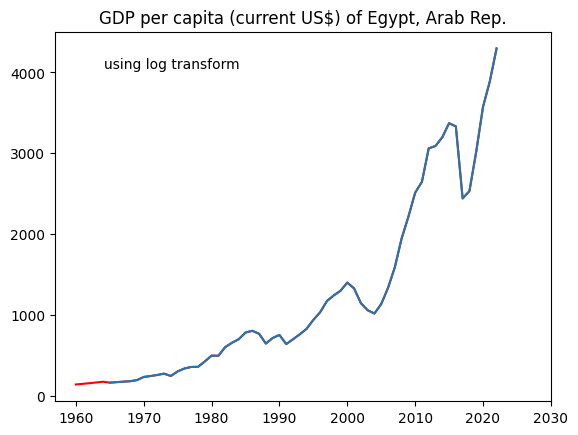 GDP per capita (current US$) of Egypt, Arab Rep.
using log transform
4000
3000
2000
1000
0
1960 1970 1980 1990 2000 2010 2020 2030